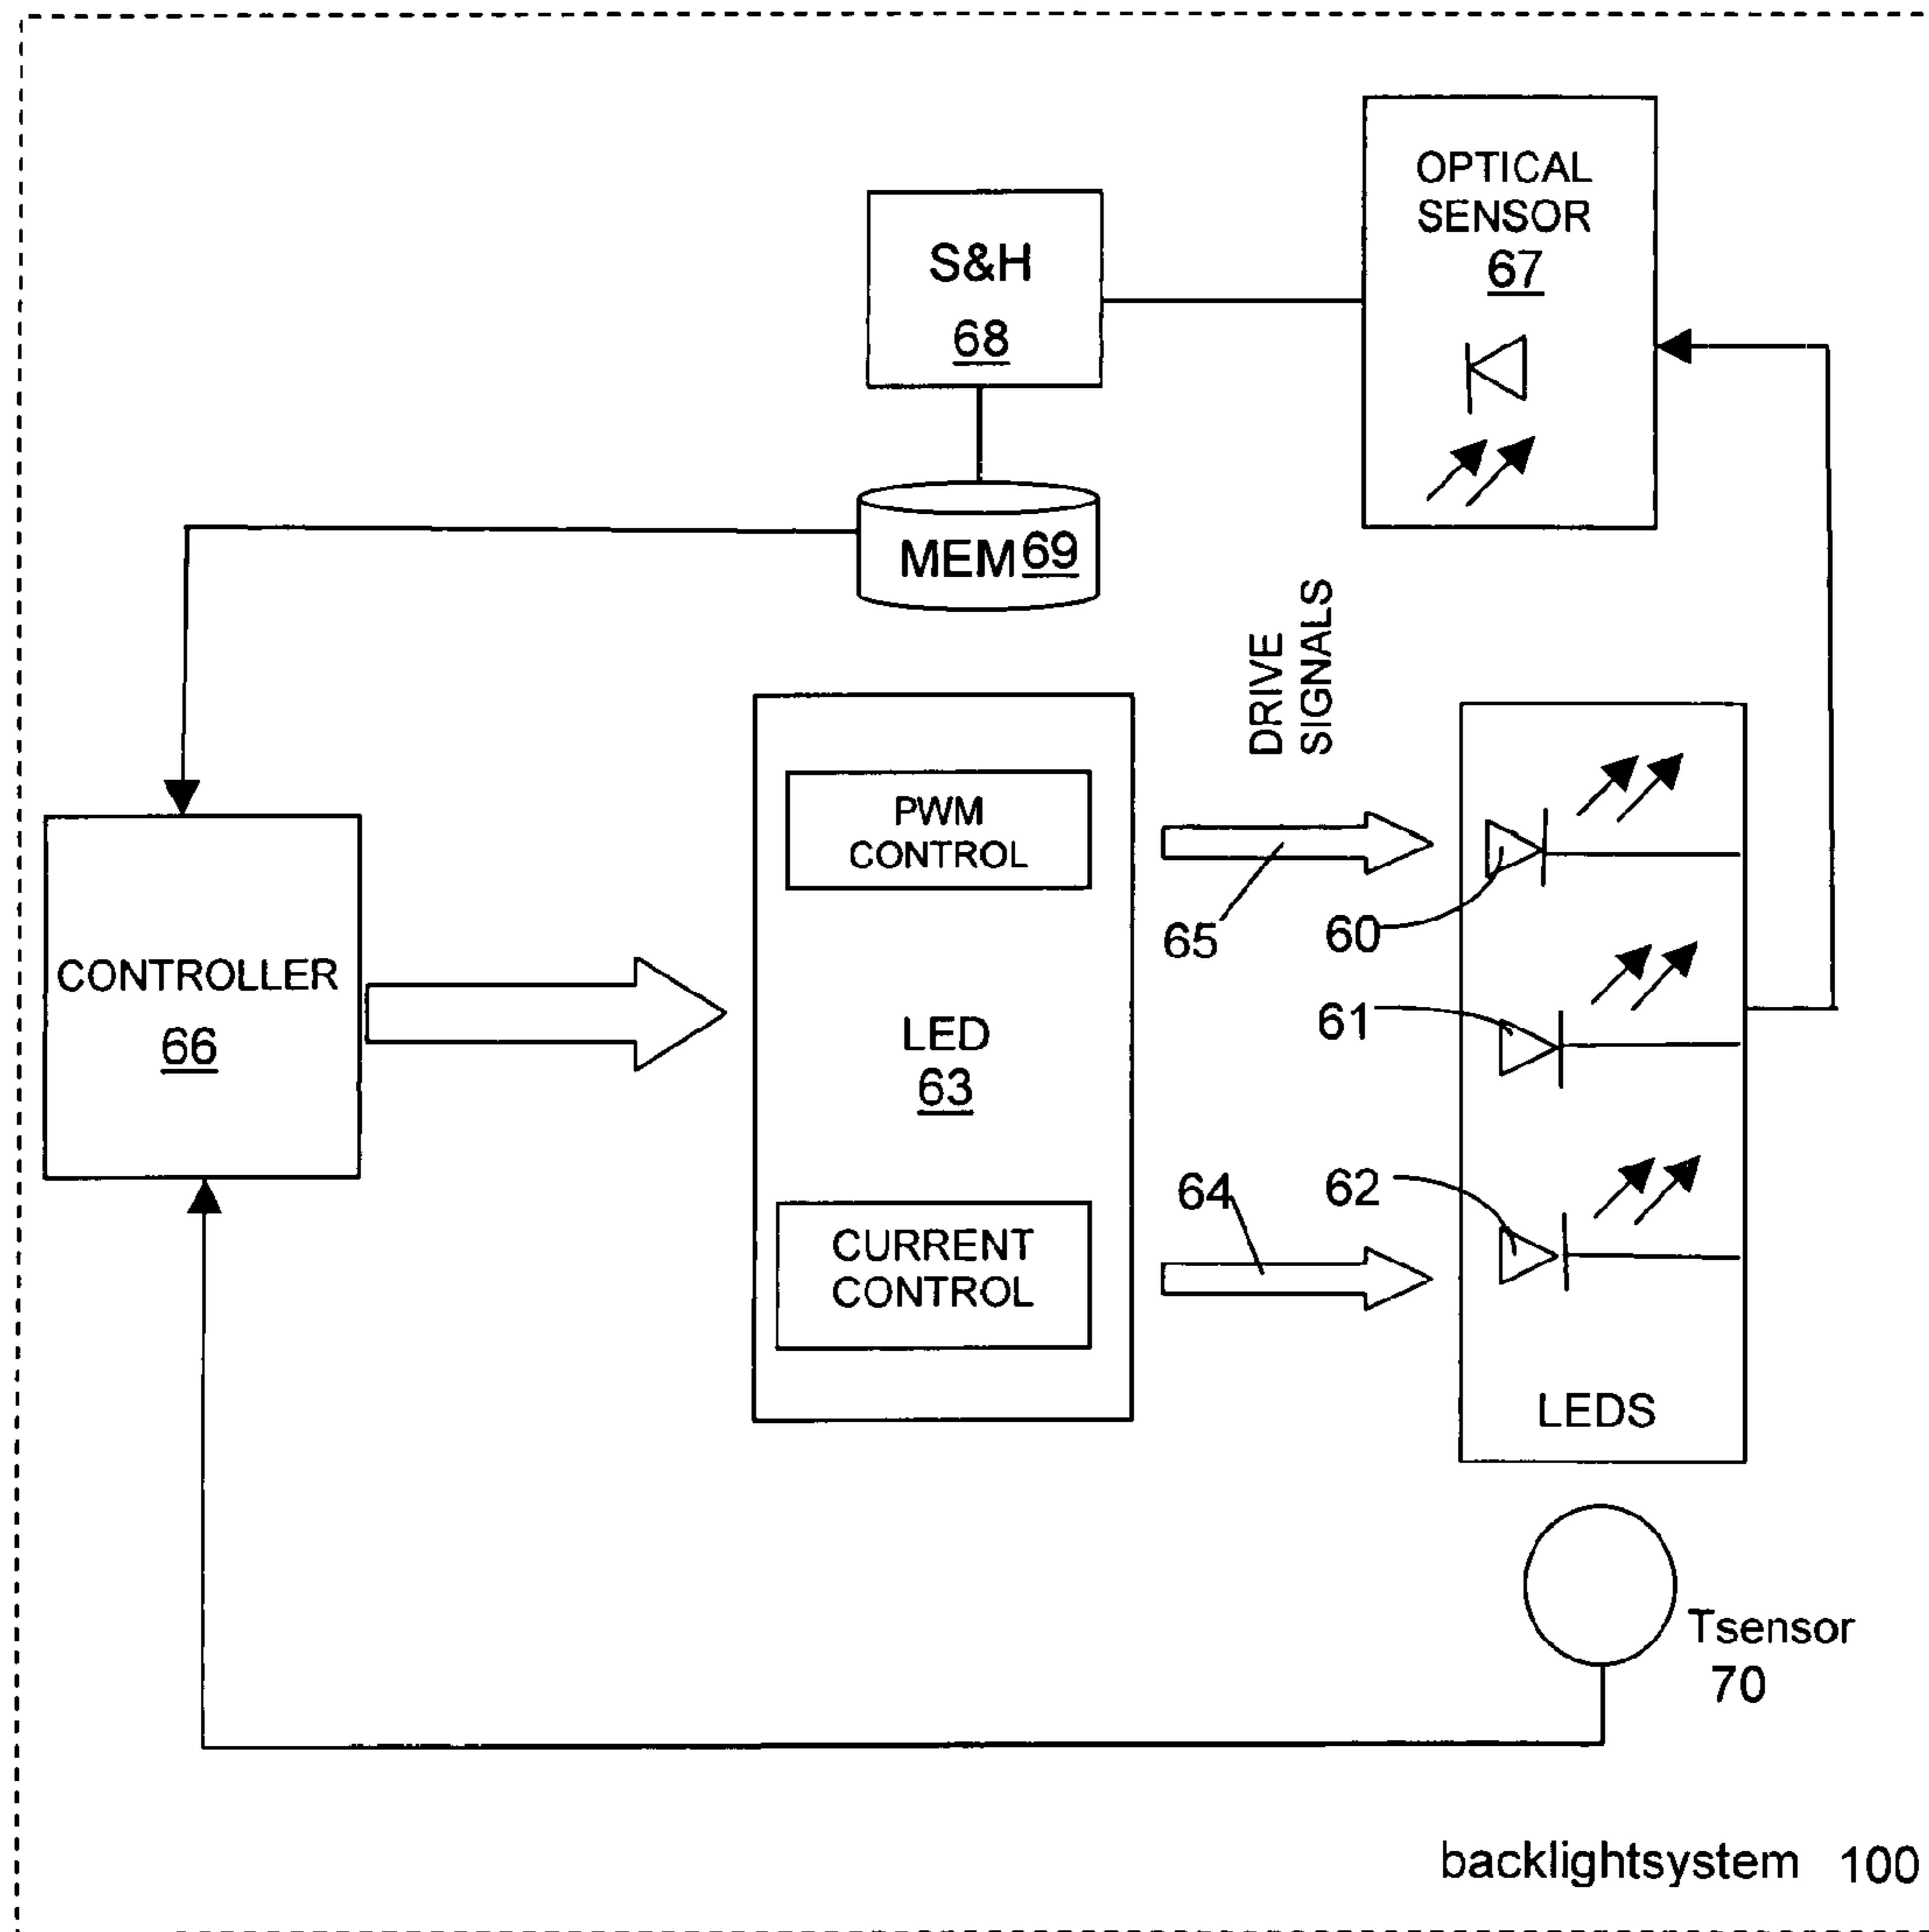 OPTICAL
SENSOR
67
S&H
68
MEM 69
DRIVE
SIGNALS
PWM
CONTROL
65
60
CONTROLLER
66
LED
63
61
64
62
CURRENT
CONTROL
LEDS
Tsensor
70
backlightsystem 100